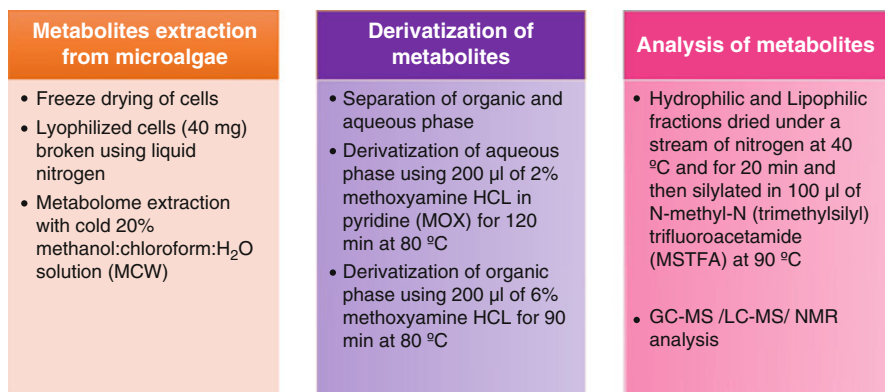 Metabolites extraction
from microalgae
• Freeze drying of cells
• Lyophilized cells (40 mg)
broken using liquid
nitrogen
• Metabolome extraction
with cold 20%
methanol:chloroform:H₂O
solution (MCW)
Derivatization of
metabolites
• Separation of organic and
aqueous phase
• Derivatization of aqueous
phase using 200 µl of 2%
methoxyamine HCL in
pyridine (MOX) for 120
min at 80 ºC
• Derivatization of organic
phase using 200 µl of 6%
methoxyamine HCL for 90
min at 80 ºC
Analysis of metabolites
• Hydrophilic and Lipophilic
fractions dried under a
stream of nitrogen at 40
ºC and for 20 min and
then silylated in 100 µl of
N-methyl-N (trimethylsilyl)
trifluoroacetamide
(MSTFA) at 90 ºC
• GC-MS /LC-MS/ NMR
analysis